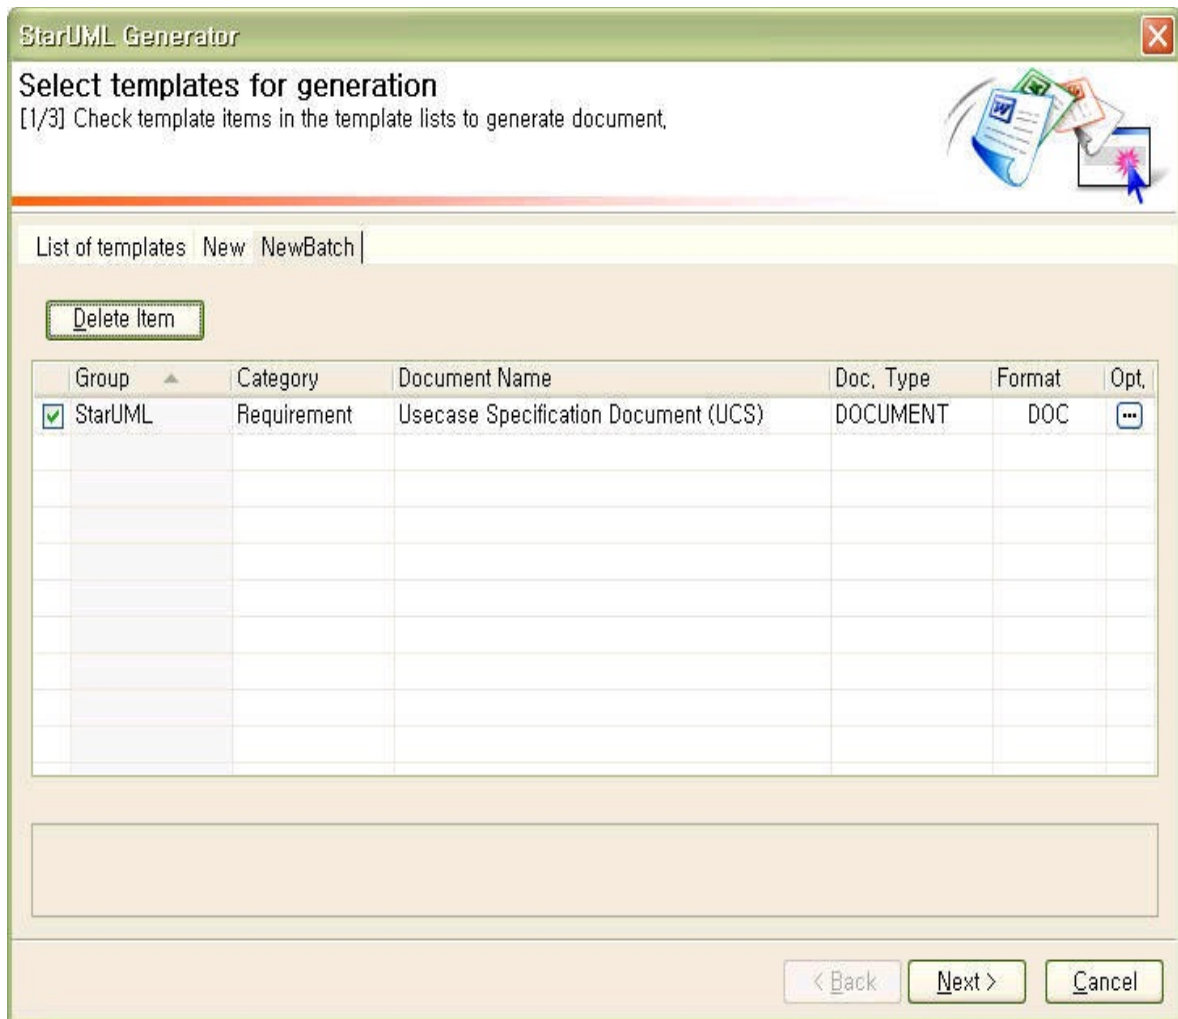 StarUML Generator
Select templates for generation
[1/3] Check template items in the template lists to generate document,
List of templates New NewBatch
Delete Item
Group Category Document Name Doc, Type Format Opt,
StarUML Requirement Usecase Specification Document (UCS) DOCUMENT DOC
< Back Next > Cancel